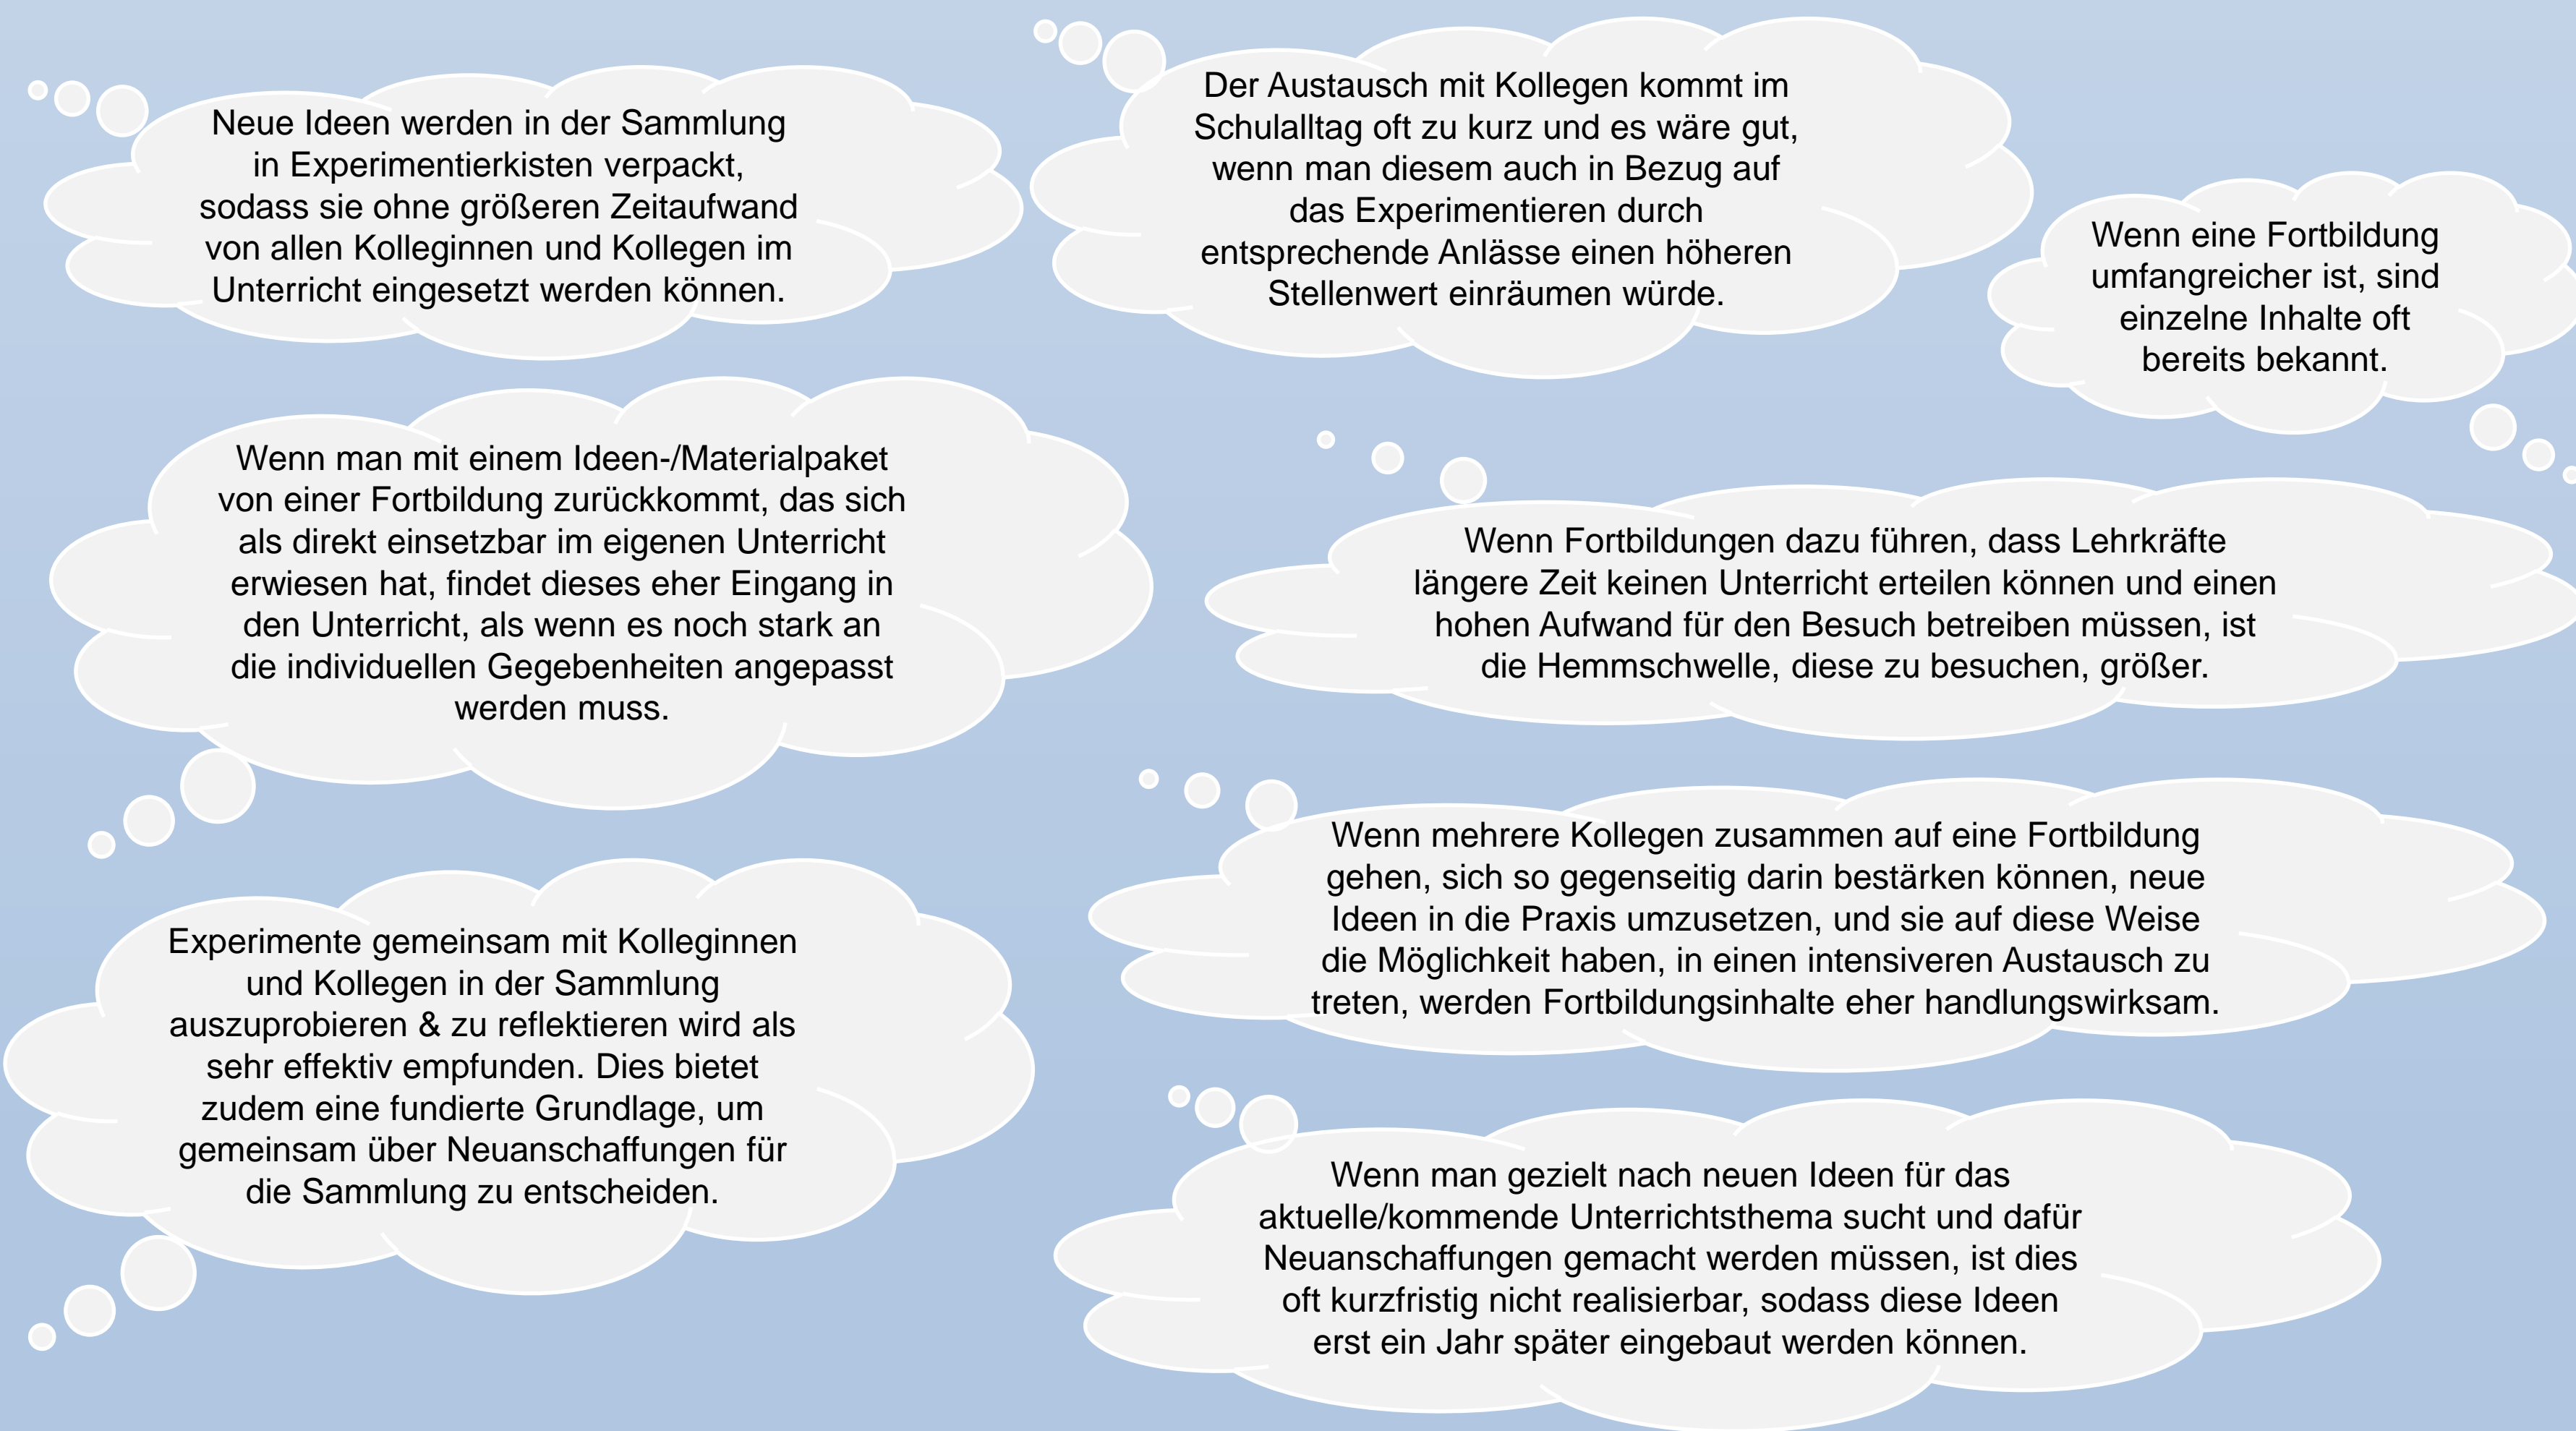 Neue Ideen werden in der Sammlung
in Experimentierkisten verpackt,
sodass sie ohne größeren Zeitaufwand
von allen Kolleginnen und Kollegen im
Unterricht eingesetzt werden können.
Der Austausch mit Kollegen kommt im
Schulalltag oft zu kurz und es wäre gut,
wenn man diesem auch in Bezug auf
das Experimentieren durch
entsprechende Anlässe einen höheren
Stellenwert einräumen würde.
Wenn eine Fortbildung
umfangreicher ist, sind
einzelne Inhalte oft
bereits bekannt.
Wenn man mit einem Ideen-/Materialpaket
von einer Fortbildung zurückkommt, das sich
als direkt einsetzbar im eigenen Unterricht
erwiesen hat, findet dieses eher Eingang in
den Unterricht, als wenn es noch stark an
die individuellen Gegebenheiten angepasst
werden muss.
Wenn Fortbildungen dazu führen, dass Lehrkräfte
längere Zeit keinen Unterricht erteilen können und einen
hohen Aufwand für den Besuch betreiben müssen, ist
die Hemmschwelle, diese zu besuchen, größer.
Wenn mehrere Kollegen zusammen auf eine Fortbildung
gehen, sich so gegenseitig darin bestärken können, neue
Ideen in die Praxis umzusetzen, und sie auf diese Weise
die Möglichkeit haben, in einen intensiveren Austausch zu
treten, werden Fortbildungsinhalte eher handlungswirksam.
Experimente gemeinsam mit Kolleginnen
und Kollegen in der Sammlung
auszuprobieren & zu reflektieren wird als
sehr effektiv empfunden. Dies bietet
zudem eine fundierte Grundlage, um
gemeinsam über Neuanschaffungen für
die Sammlung zu entscheiden.
Wenn man gezielt nach neuen Ideen für das
aktuelle/kommende Unterrichtsthema sucht und dafür
Neuanschaffungen gemacht werden müssen, ist dies
oft kurzfristig nicht realisierbar, sodass diese Ideen
erst ein Jahr später eingebaut werden können.